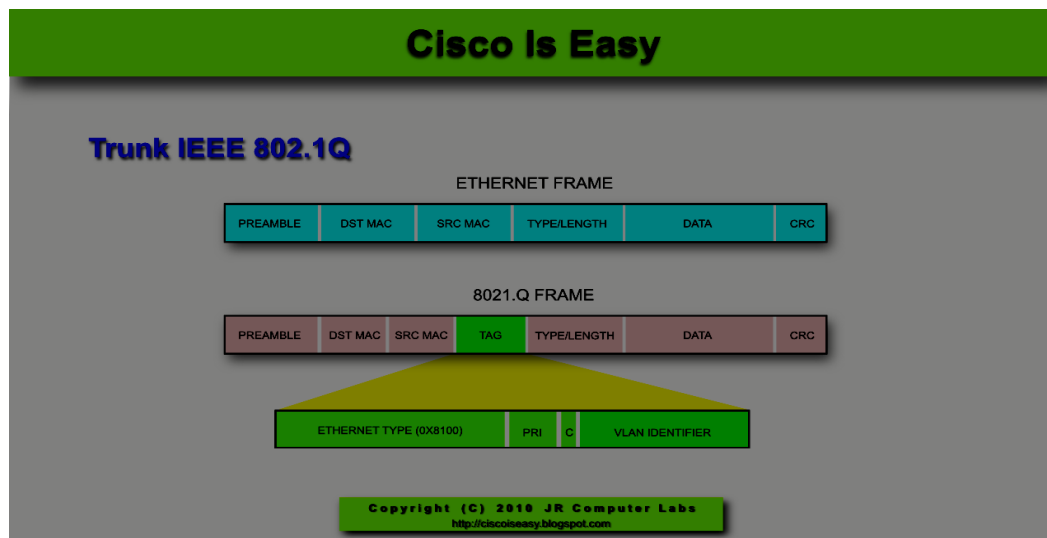 Cisco Is Easy
Trunk IEEE 802.1Q
ETHERNET FRAME
PREAMBLE DST MAC SRC MAC TYPE/LENGTH DATA CRC
8021.Q FRAME
PREAMBLE DST MAC SRC MAC TAG TYPE/LENGTH DATA CRC
ETHERNET TYPE (0X8100) PRI C VLAN IDENTIFIER
Copyright (C) 2010 JR Computer Labs
http://ciscoiseasy.blogspot.com